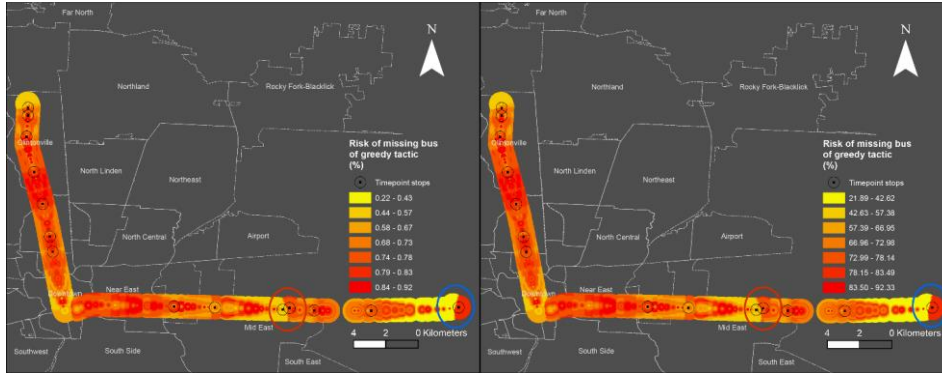 Far North
N
Northland
Rocky Fork-Blacklick
Clintonville
North Linden
Northeast
North Central
Airport
Downtown
Near East
Mid East
Southwest
South Side
South East
Risk of missing bus
of greedy tactic
(%)
Timepoint stops
0.22 - 0.43
0.44 - 0.57
0.58 - 0.67
0.68 - 0.73
0.74 - 0.78
0.79 - 0.83
0.84 - 0.92
4 2 0 Kilometers
Far North
N
Northland
Rocky Fork-Blacklick
Clintonville
North Linden
Northeast
North Central
Airport
Downtown
Near East
Mid East
Southwest
South Side
South East
Risk of missing bus
of greedy tactic
(%)
Timepoint stops
21.89 - 42.62
42.63 - 57.38
57.39 - 66.95
66.96 - 72.98
72.99 - 78.14
78.15 - 83.49
83.50 - 92.33
4 2 0 Kilometers